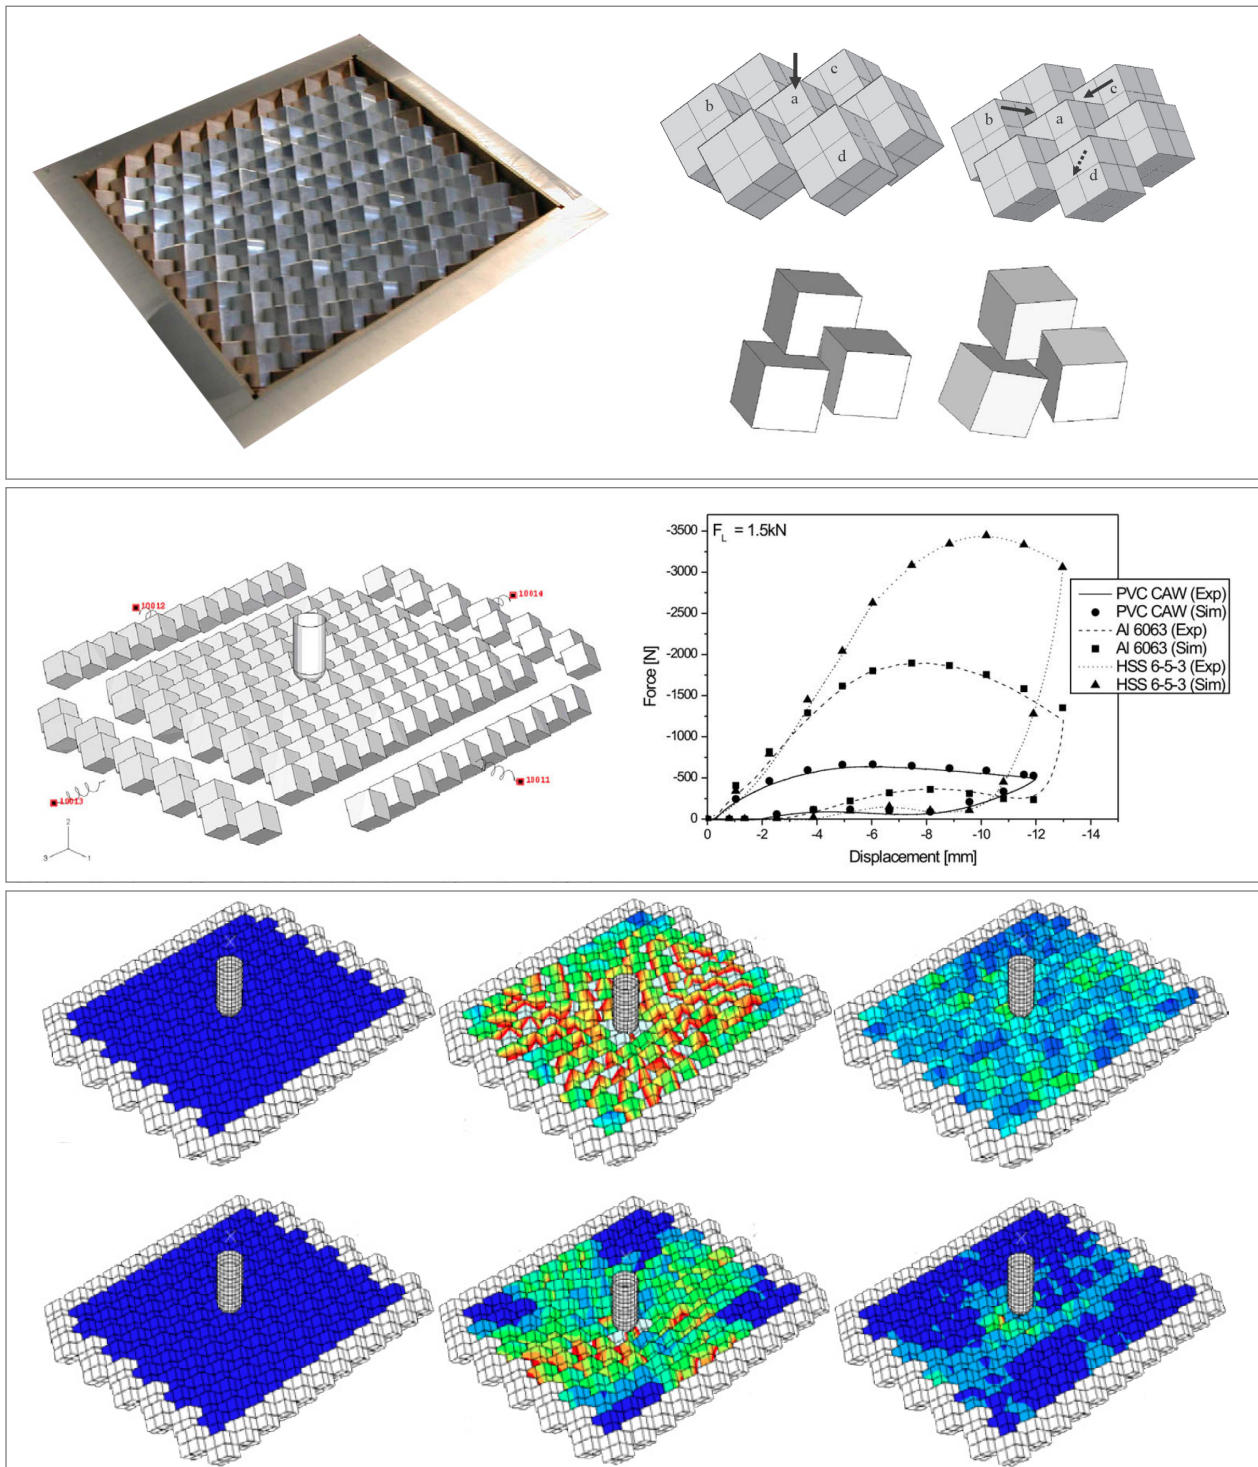 c
b
a
d
c
b
a
d
10012
10014
10011
10013
2
3
1
F_L = 1.5kN
-3500
-3000
-2500
-2000
-1500
-1000
-500
0
Force [N]
0
-2
-4
-6
-8
-10
-12
-14
Displacement [mm]
PVC CAW (Exp)
PVC CAW (Sim)
Al 6063 (Exp)
Al 6063 (Sim)
HSS 6-5-3 (Exp)
HSS 6-5-3 (Sim)
X
X
X